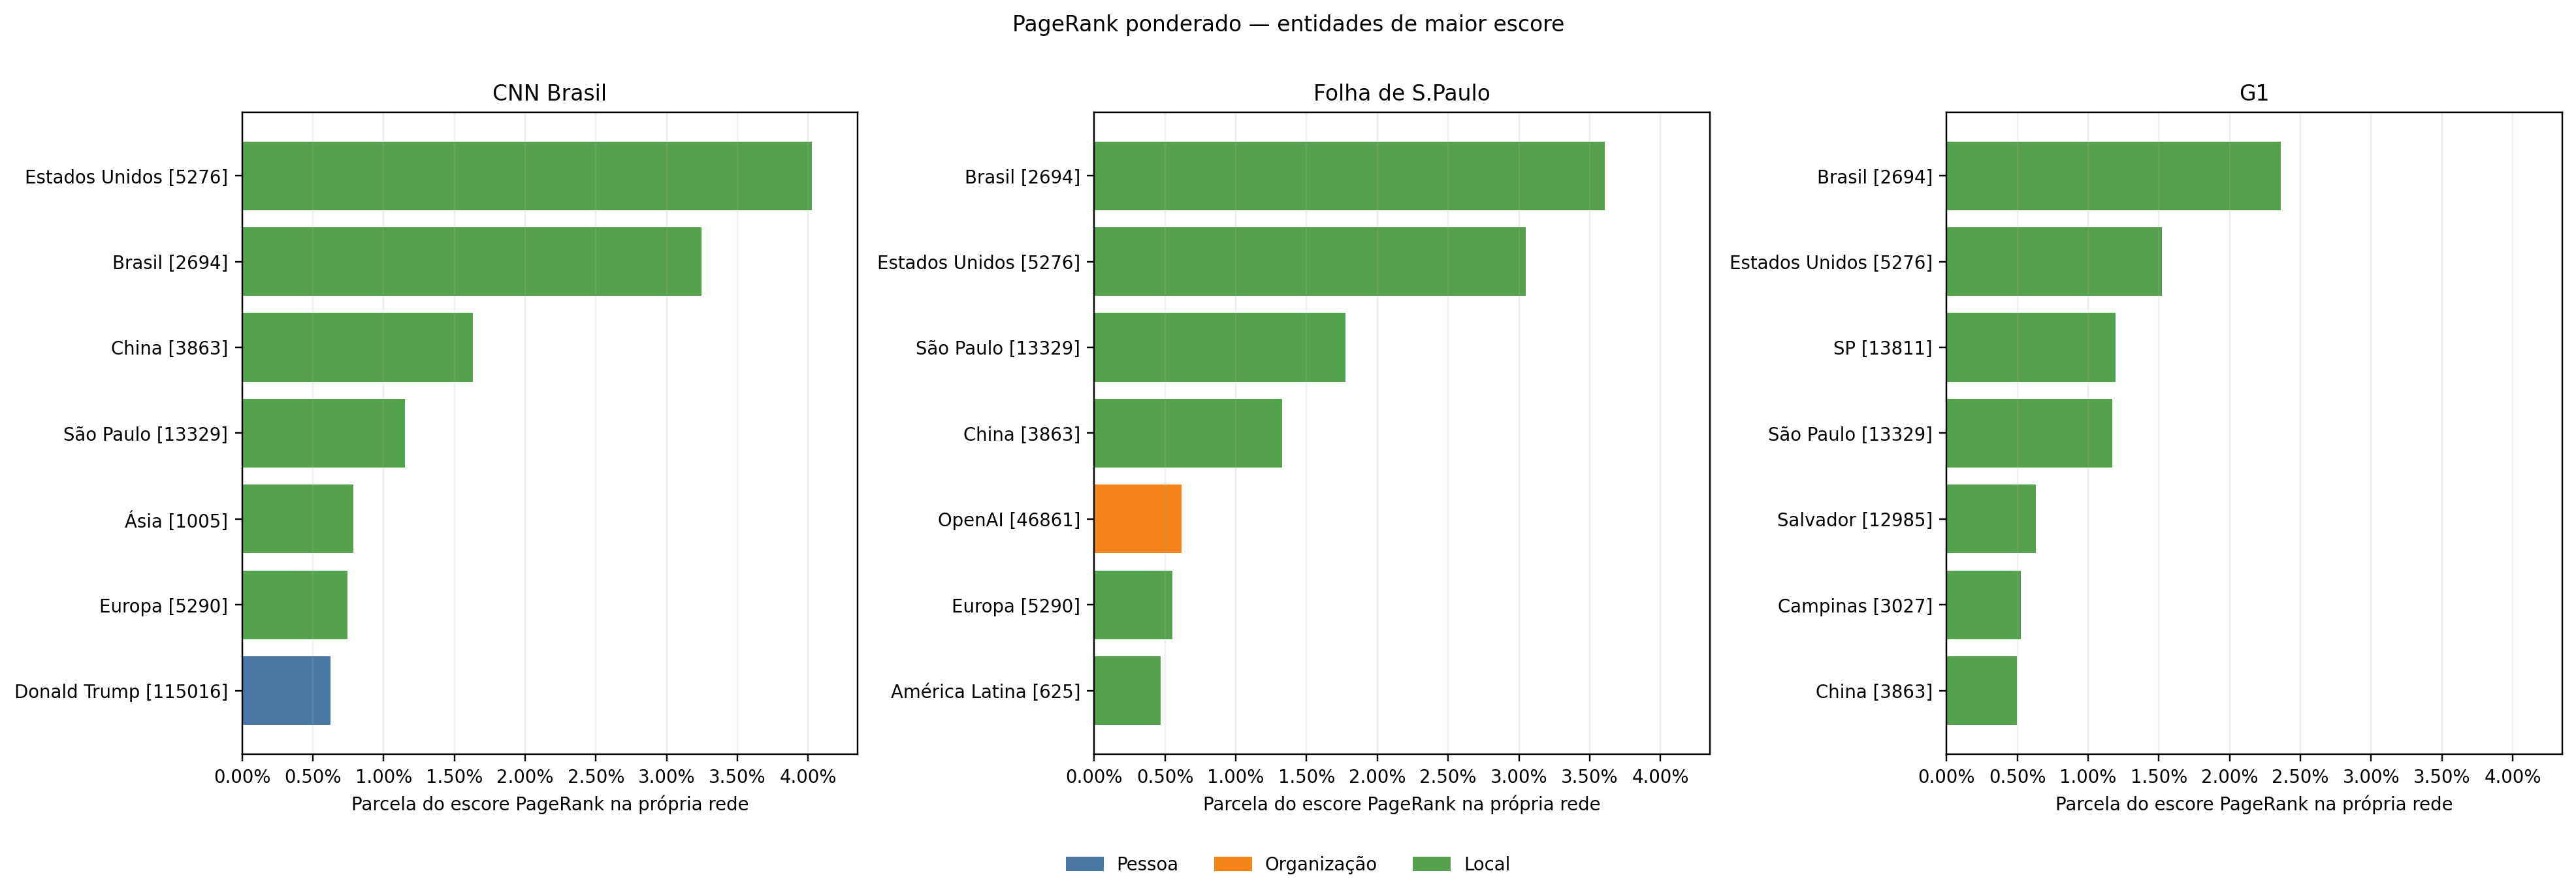 PageRank ponderado — entidades de maior escore
CNN Brasil
Estados Unidos [5276]
Brasil [2694]
China [3863]
São Paulo [13329]
Ásia [1005]
Europa [5290]
Donald Trump [115016]
0.00% 0.50% 1.00% 1.50% 2.00% 2.50% 3.00% 3.50% 4.00%
Parcela do escore PageRank na própria rede
Folha de S.Paulo
Brasil [2694]
Estados Unidos [5276]
São Paulo [13329]
China [3863]
OpenAI [46861]
Europa [5290]
América Latina [625]
0.00% 0.50% 1.00% 1.50% 2.00% 2.50% 3.00% 3.50% 4.00%
Parcela do escore PageRank na própria rede
G1
Brasil [2694]
Estados Unidos [5276]
SP [13811]
São Paulo [13329]
Salvador [12985]
Campinas [3027]
China [3863]
0.00% 0.50% 1.00% 1.50% 2.00% 2.50% 3.00% 3.50% 4.00%
Parcela do escore PageRank na própria rede
Pessoa Organização Local